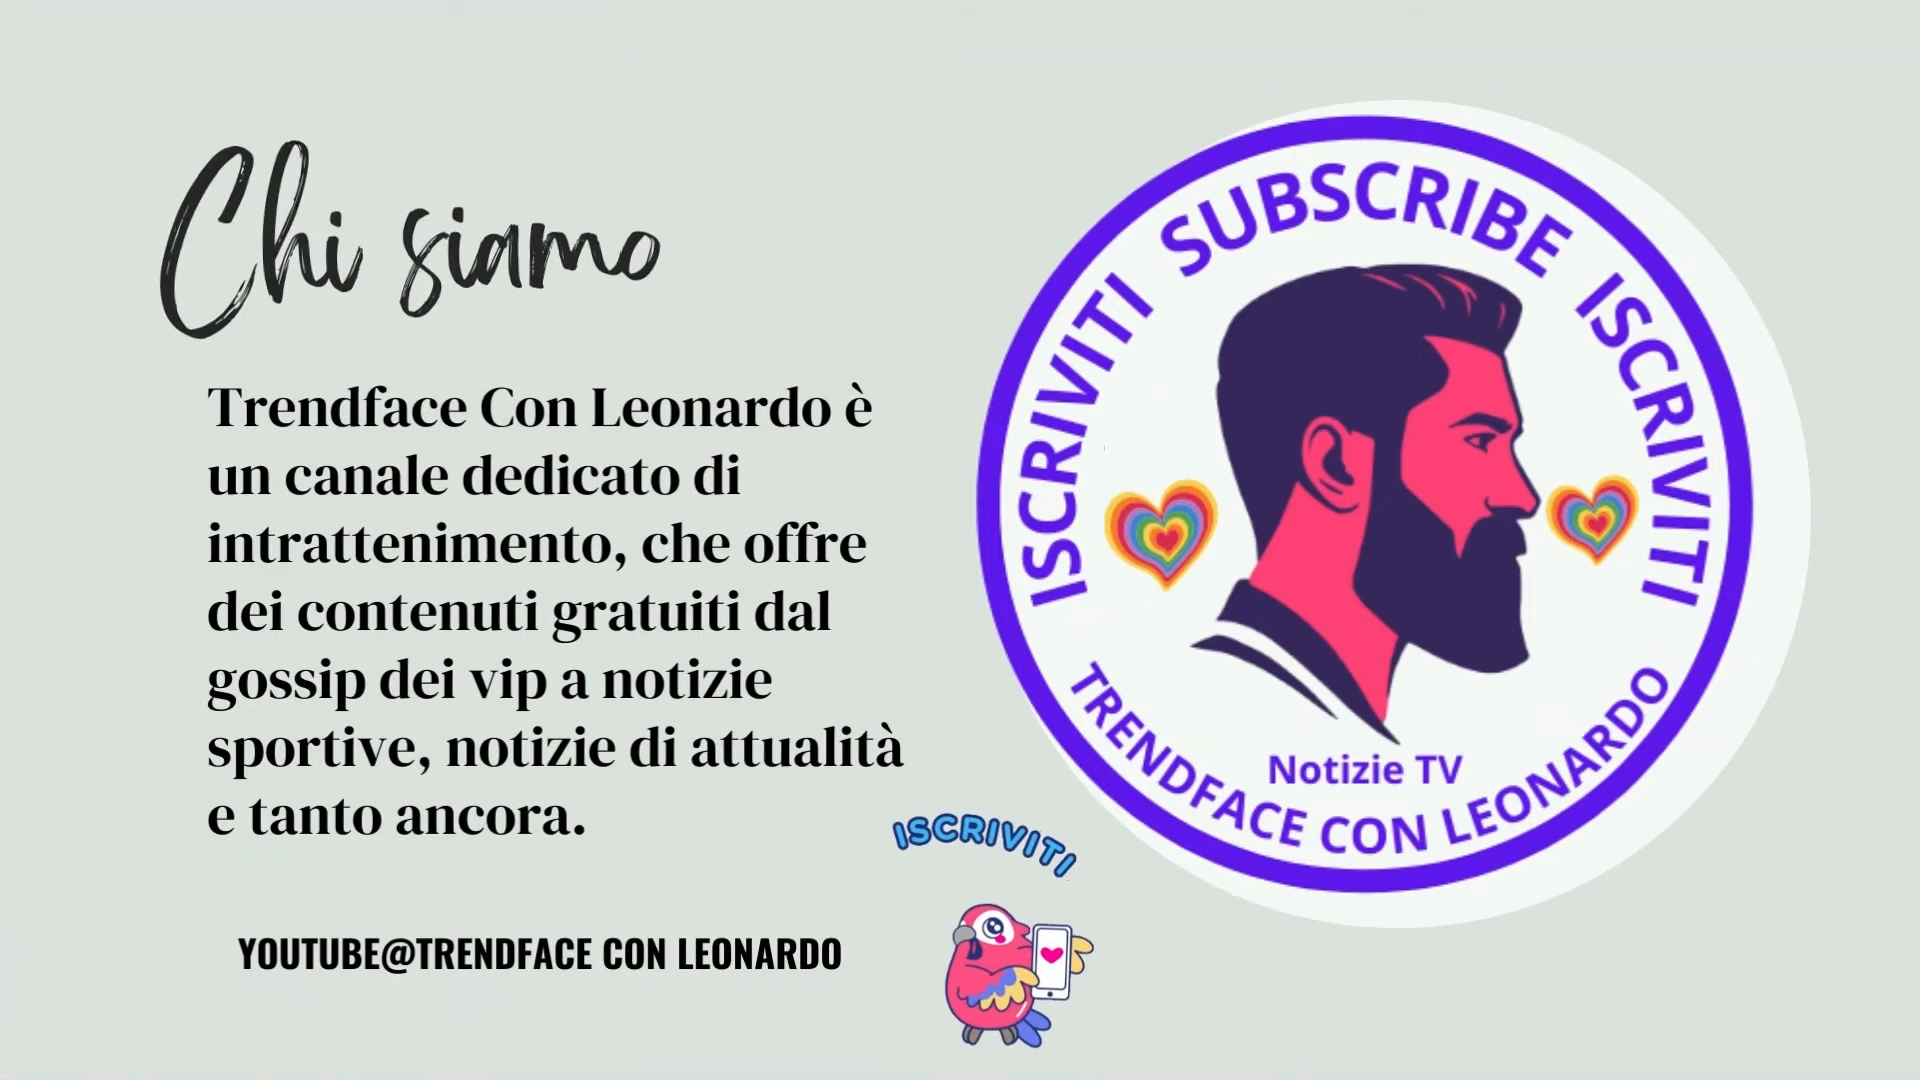 Chi siamo
Trendface Con Leonardo è
un canale dedicato di
intrattenimento, che offre
dei contenuti gratuiti dal
gossip dei vip a notizie
sportive, notizie di attualità
e tanto ancora.
YOUTUBE@TRENDFACE CON LEONARDO
ISCRIVITI
ISCRIVITI SUBSCRIBE ISCRIVITI
Notizie TV
TRENDFACE CON LEONARDO